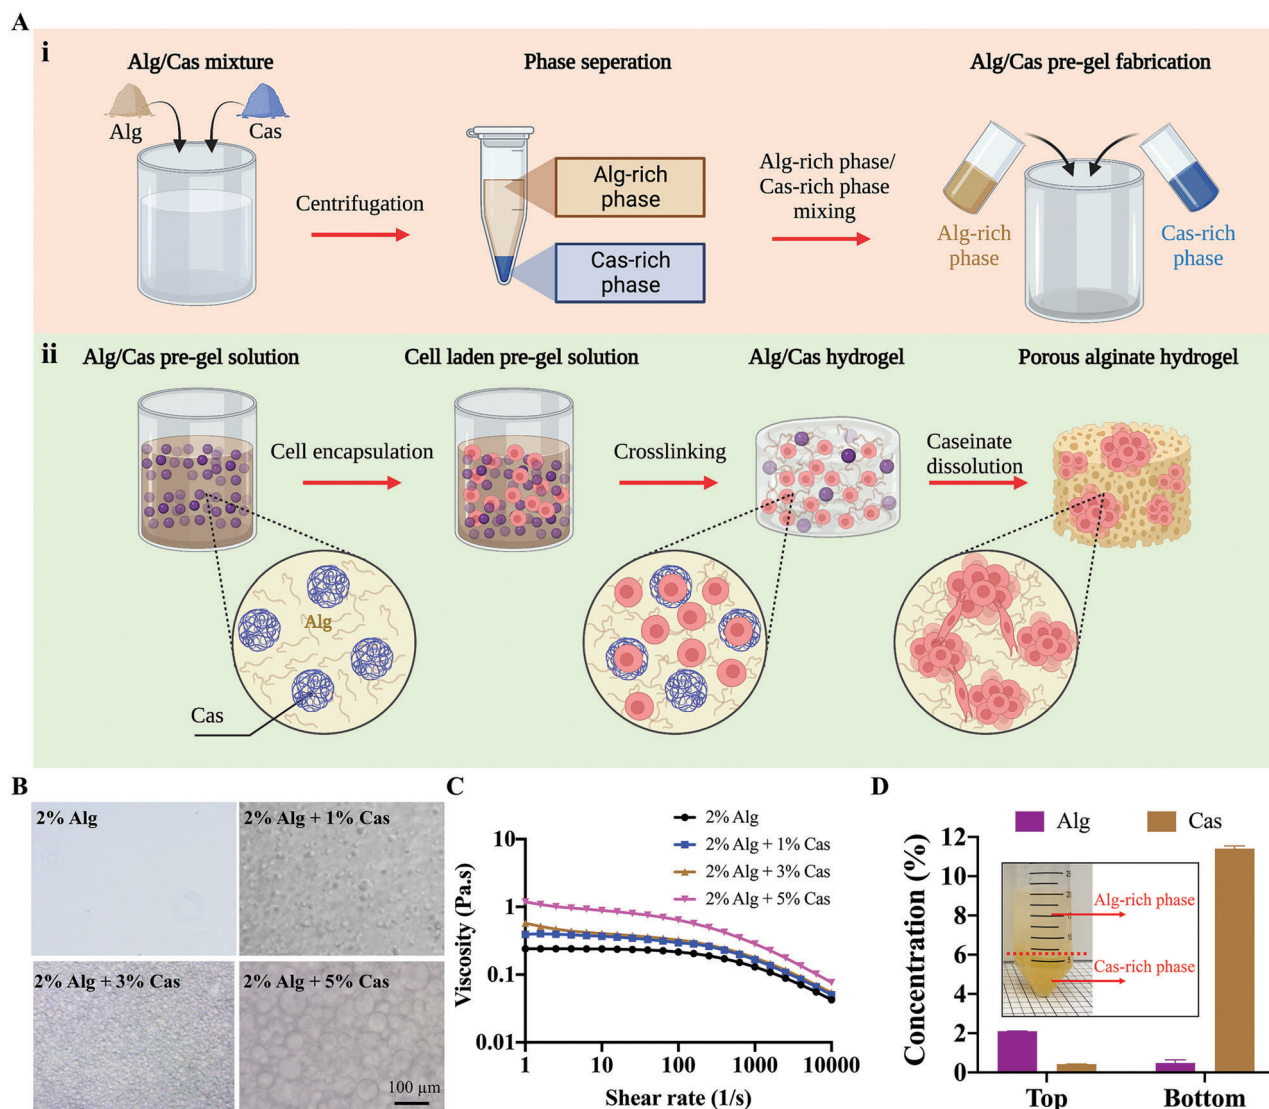 A
i
Alg/Cas mixture
Phase seperation
Alg/Cas pre-gel fabrication
Alg
Cas
Centrifugation
Alg-rich
phase
Cas-rich
phase
Alg-rich phase/
Cas-rich phase
mixing
Alg-rich
phase
Cas-rich
phase
ii
Alg/Cas pre-gel solution
Cell laden pre-gel solution
Alg/Cas hydrogel
Porous alginate hydrogel
Cell encapsulation
Crosslinking
Caseinate
dissolution
Alg
Cas
B
2% Alg
2% Alg + 1% Cas
2% Alg + 3% Cas
2% Alg + 5% Cas
100 µm
C
2% Alg
2% Alg + 1% Cas
2% Alg + 3% Cas
2% Alg + 5% Cas
Viscosity (Pa.s)
10
1
0.1
0.01
1
10
100
1000
10000
Shear rate (1/s)
D
Alg
Cas
Concentration (%)
12
10
8
6
4
2
0
Alg-rich phase
Cas-rich phase
Top
Bottom